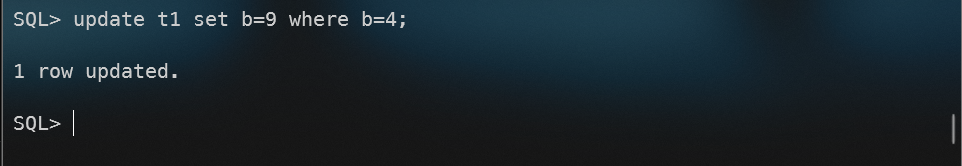 SQL> update t1 set b=9 where b=4;
1 row updated.
SQL>